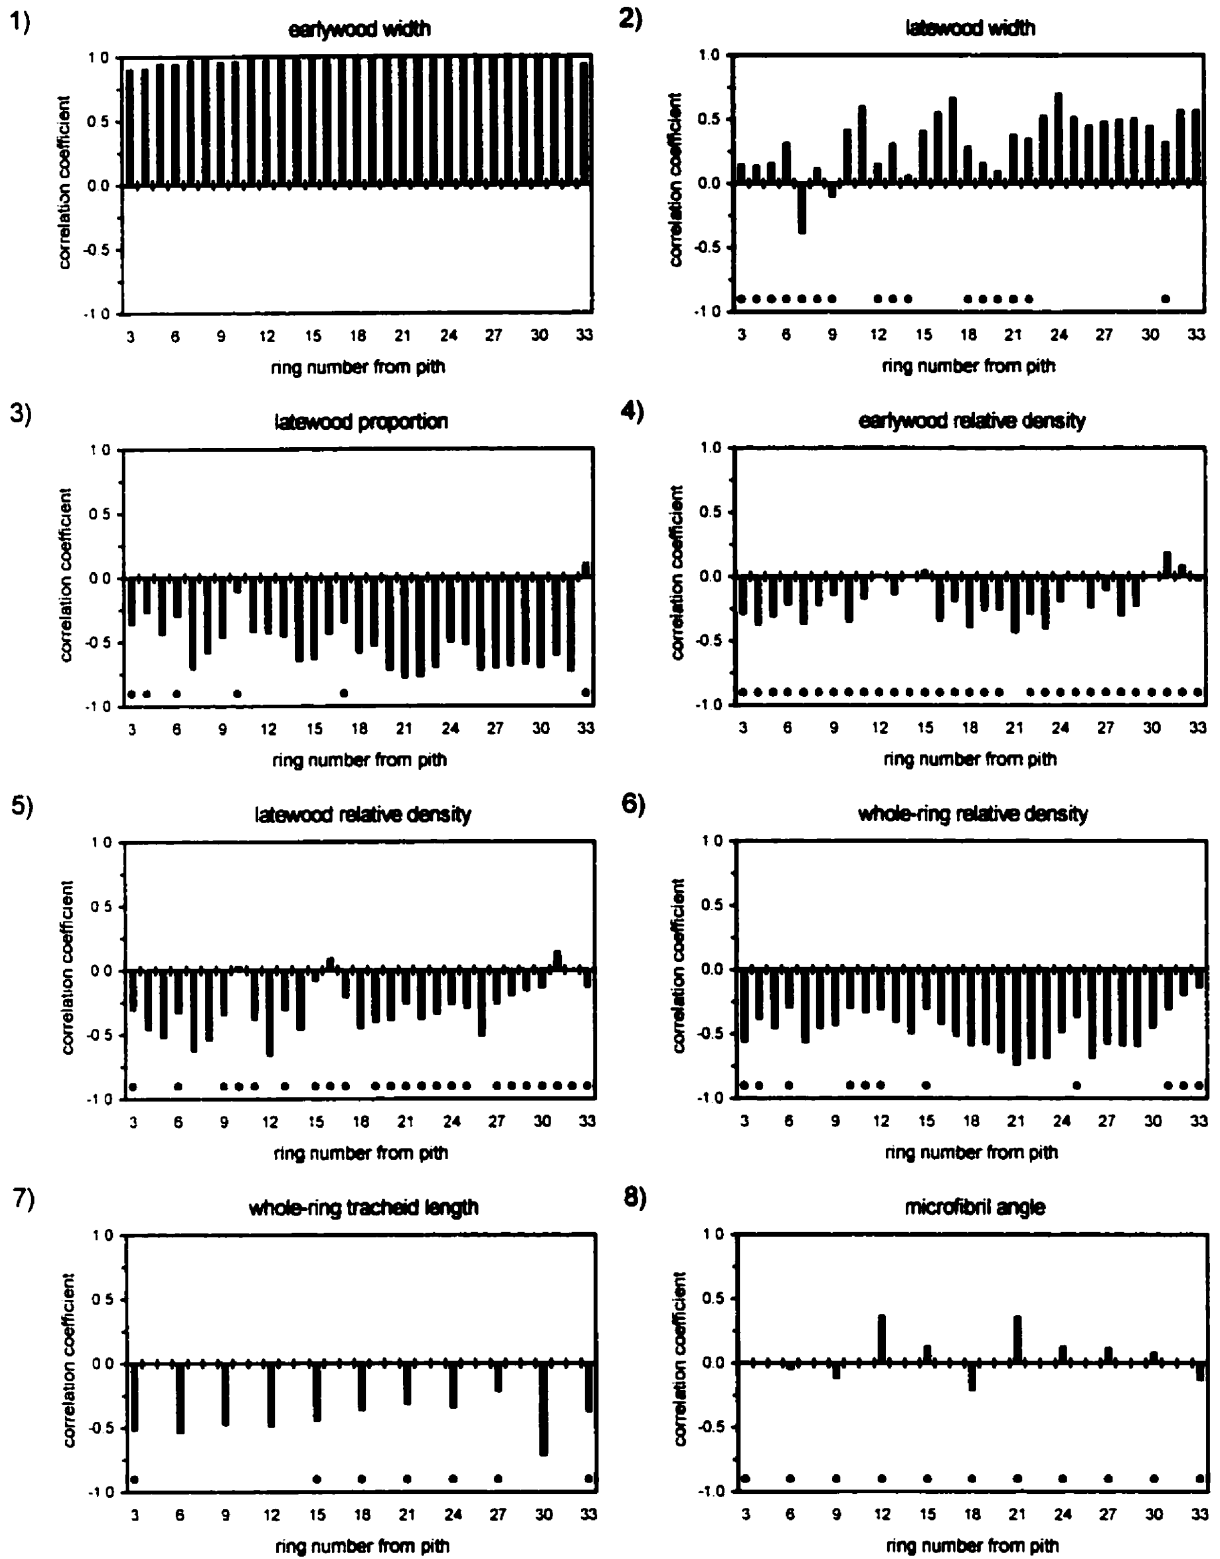 1)
earlywood width
correlation coefficient
1 0
0.5
0.0
-0.5
-1 0
3 6 9 12 15 18 21 24 27 30 33
ring number from pith
2)
latewood width
correlation coefficient
1.0
0.5
0.0
-0.5
-1.0
3 6 9 12 15 18 21 24 27 30 33
ring number from pith
3)
latewood proportion
correlation coefficient
1 0
0 5
0 0
-0 5
-1 0
3 6 9 12 15 18 21 24 27 30 33
ring number from pith
4)
earlywood relative density
correlation coefficient
1.0
0.5
0.0
-0.5
-1.0
3 6 9 12 15 18 21 24 27 30 33
ring number from pith
5)
latewood relative density
correlation coefficient
1 0
0 5
0 0
-0 5
-1 0
3 6 9 12 15 18 21 24 27 30 33
ring number from pith
6)
whole-ring relative density
correlation coefficient
1.0
0.5
0.0
-0.5
-1.0
3 6 9 12 15 18 21 24 27 30 33
ring number from pith
7)
whole-ring tracheid length
correlation coefficient
1 0
0 5
0 0
-0 5
-1 0
3 6 9 12 15 18 21 24 27 30 33
ring number from pith
8)
microfibril angle
correlation coefficient
1.0
0.5
0.0
-0.5
-1.0
3 6 9 12 15 18 21 24 27 30 33
ring number from pith